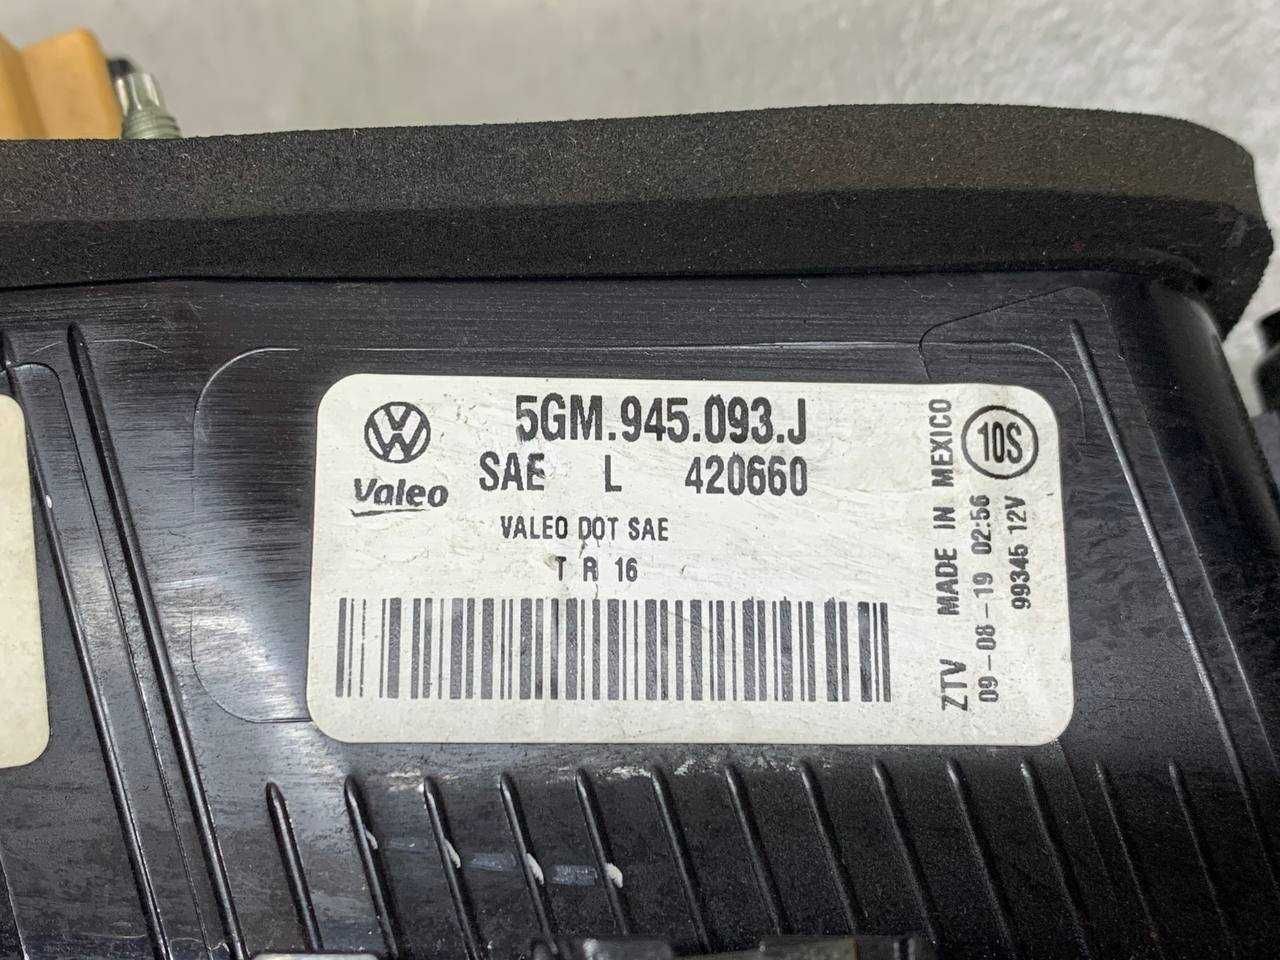 5GM.945.093.J
SAE L 420660
Valeo
VALEO DOT SAE
T R 16
ZTV MADE IN MEXICO
09-08-19 02:56
99345 12V
10S